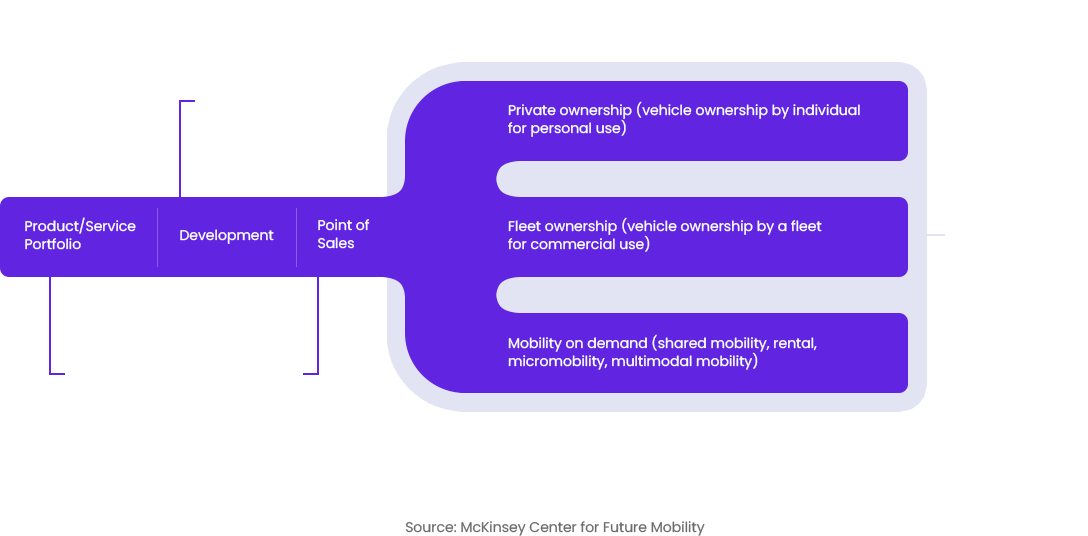 Private ownership (vehicle ownership by individual
for personal use)
Product/Service
Portfolio
Development
Point of
Sales
Fleet ownership (vehicle ownership by a fleet
for commercial use)
Mobility on demand (shared mobility, rental,
micromobility, multimodal mobility)
Source: McKinsey Center for Future Mobility